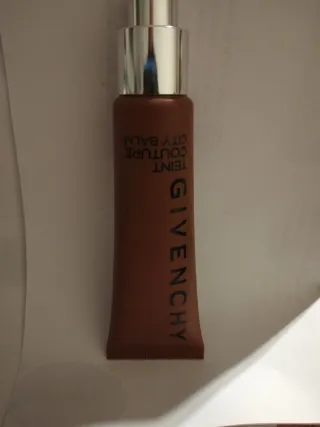 TEINT
COUTURE
CITY BALM
GIVENCHY